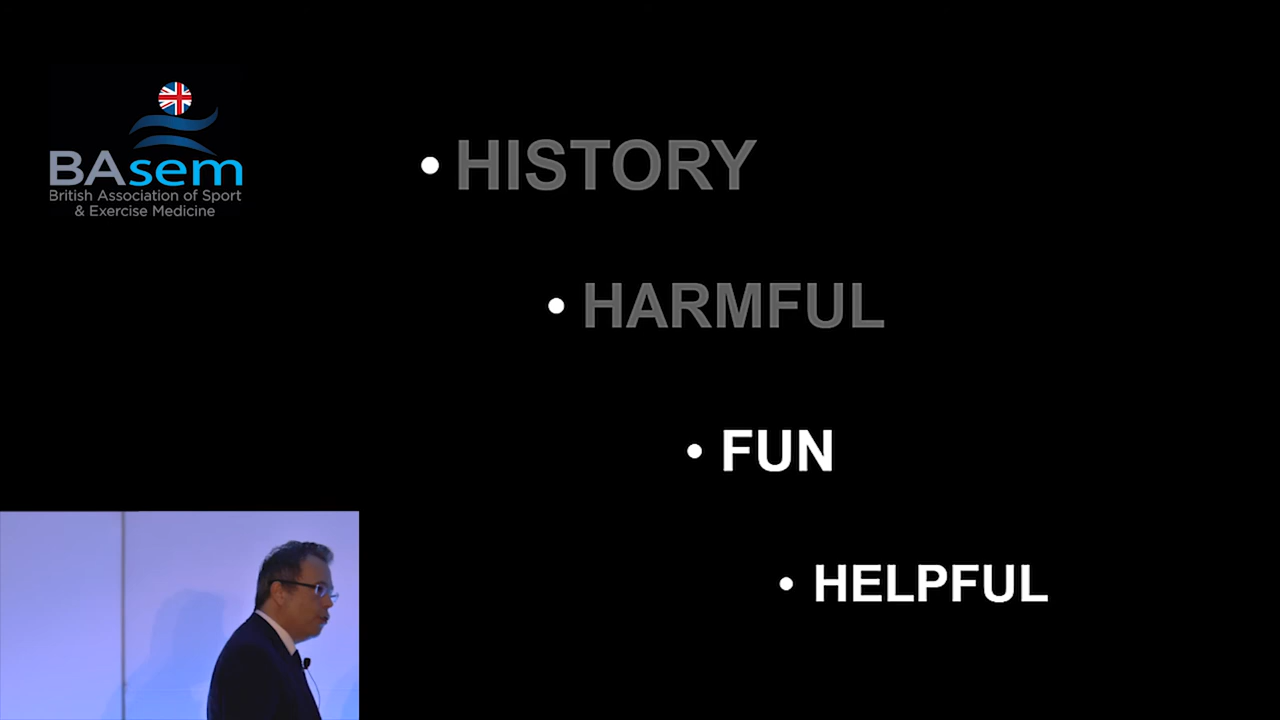 BAsem
British Association of Sport
& Exercise Medicine
• HISTORY
• HARMFUL
• FUN
• HELPFUL